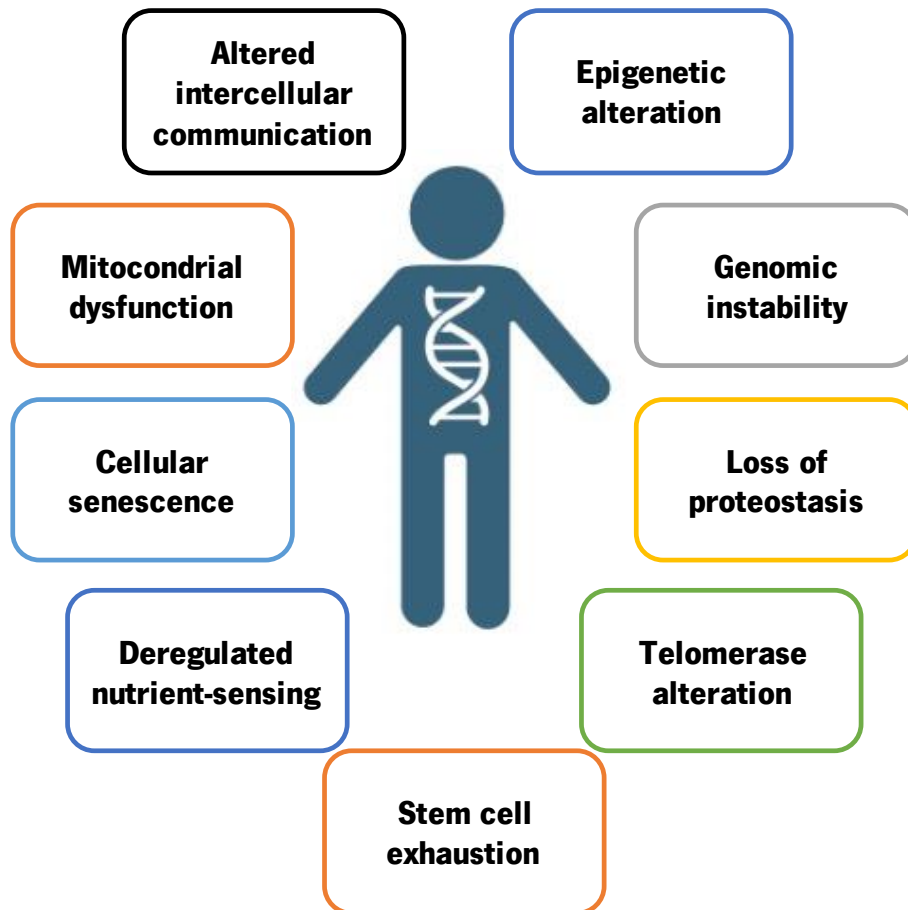 Altered
intercellular
communication
Epigenetic
alteration
Mitocondrial
dysfunction
Genomic
instability
Cellular
senescence
Loss of
proteostasis
Deregulated
nutrient-sensing
Telomerase
alteration
Stem cell
exhaustion